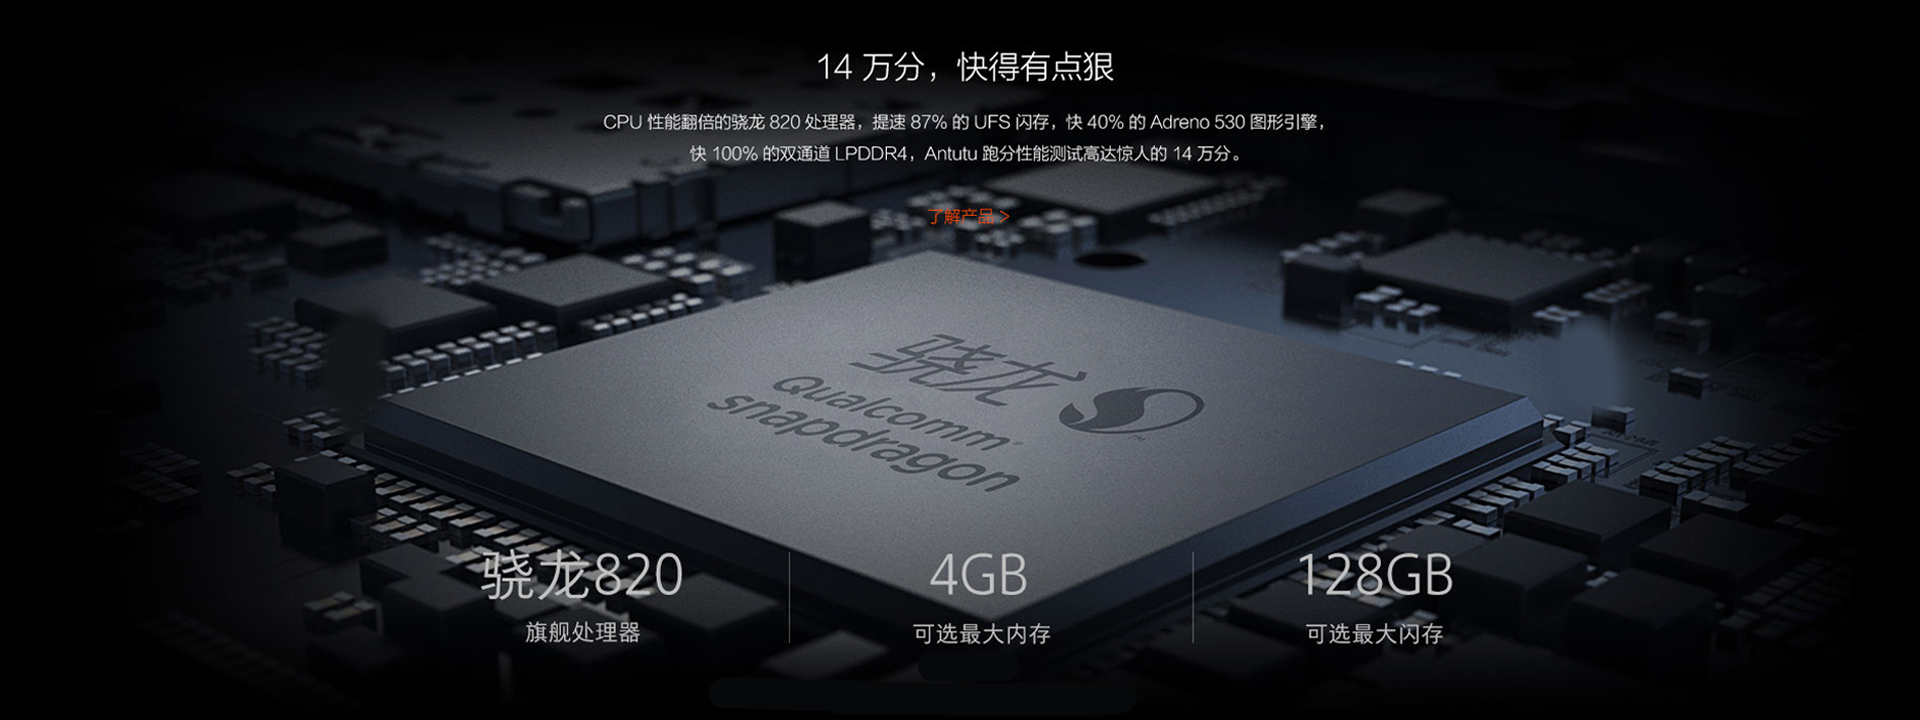 14 万分，快得有点狠
CPU 性能翻倍的骁龙 820 处理器，提速 87% 的 UFS 闪存，快 40% 的 Adreno 530 图形引擎，
快 100% 的双通道 LPDDR4，Antutu 跑分性能测试高达惊人的 14 万分。
了解产品 >
骁龙
Qualcomm
snapdragon
TM
骁龙820
旗舰处理器
4GB
可选最大内存
128GB
可选最大闪存